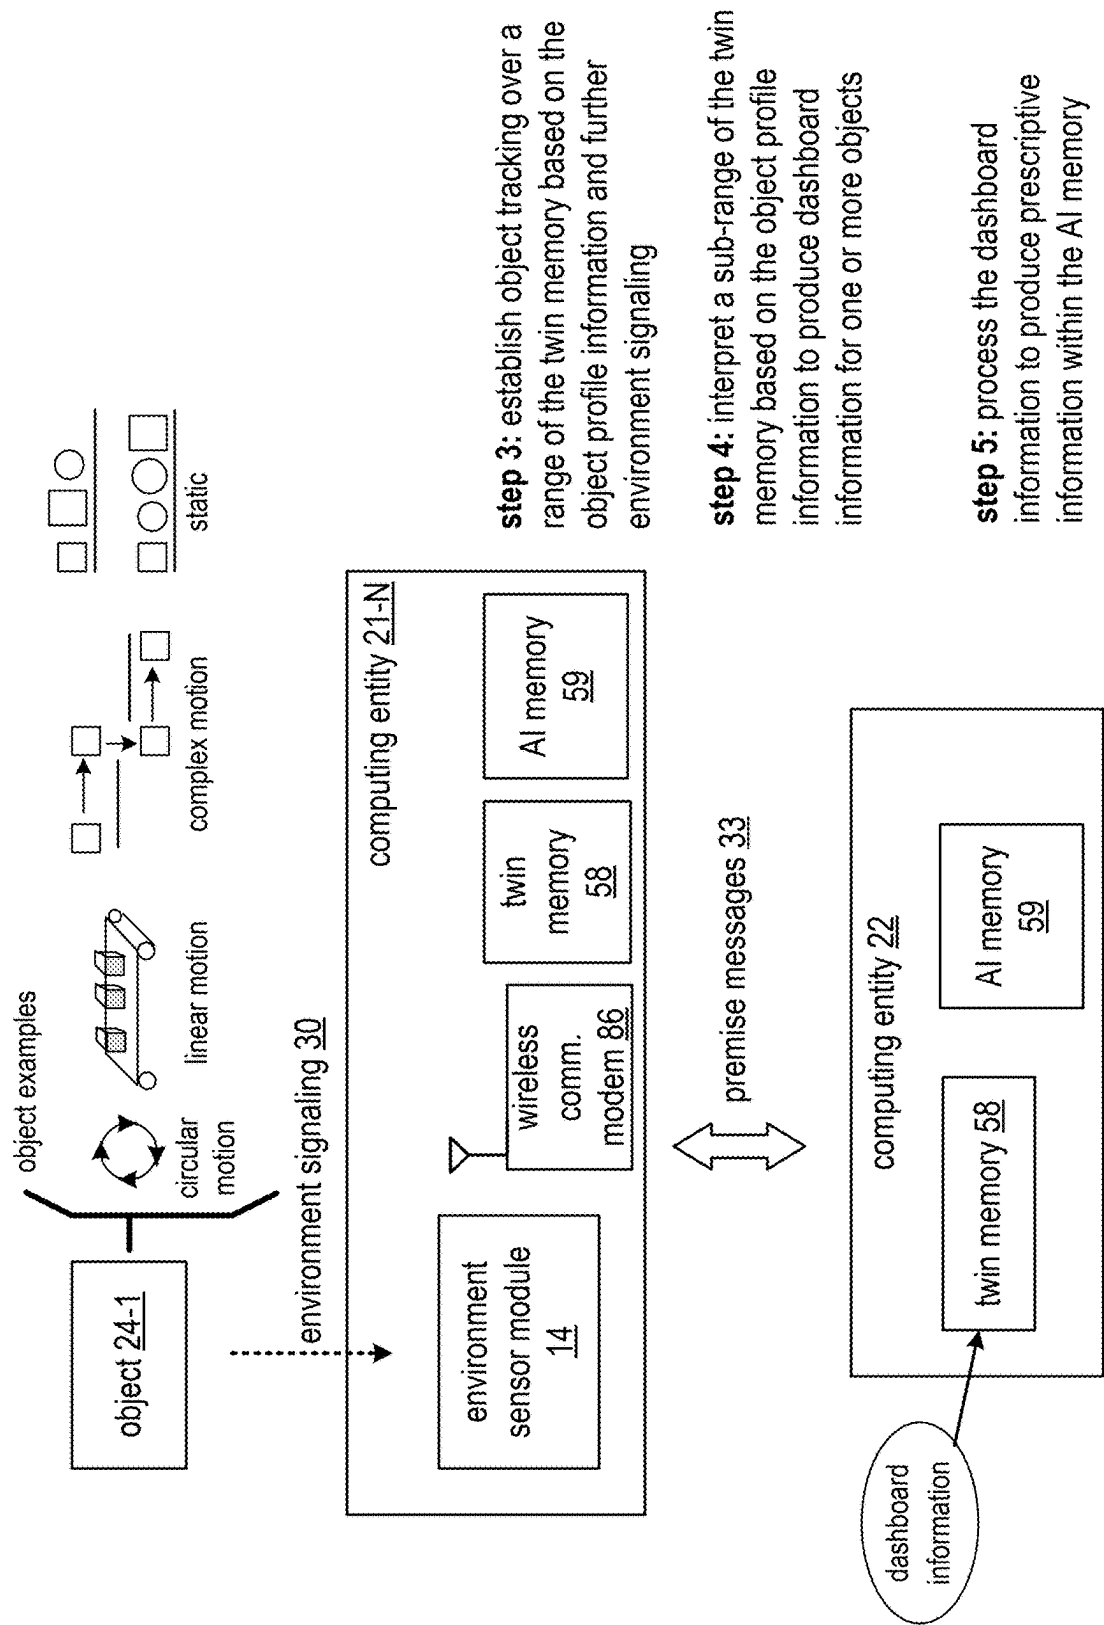 object examples
object 24-1
circular
motion
linear motion
complex motion
static
environment signaling 30
computing entity 21-N
environment
sensor module
14
wireless
comm.
modem 86
twin
memory
58
AI memory
59
premise messages 33
computing entity 22
dashboard
information
twin memory 58
AI memory
59
step 3: establish object tracking over a
range of the twin memory based on the
object profile information and further
environment signaling
step 4: interpret a sub-range of the twin
memory based on the object profile
information to produce dashboard
information for one or more objects
step 5: process the dashboard
information to produce prescriptive
information within the AI memory